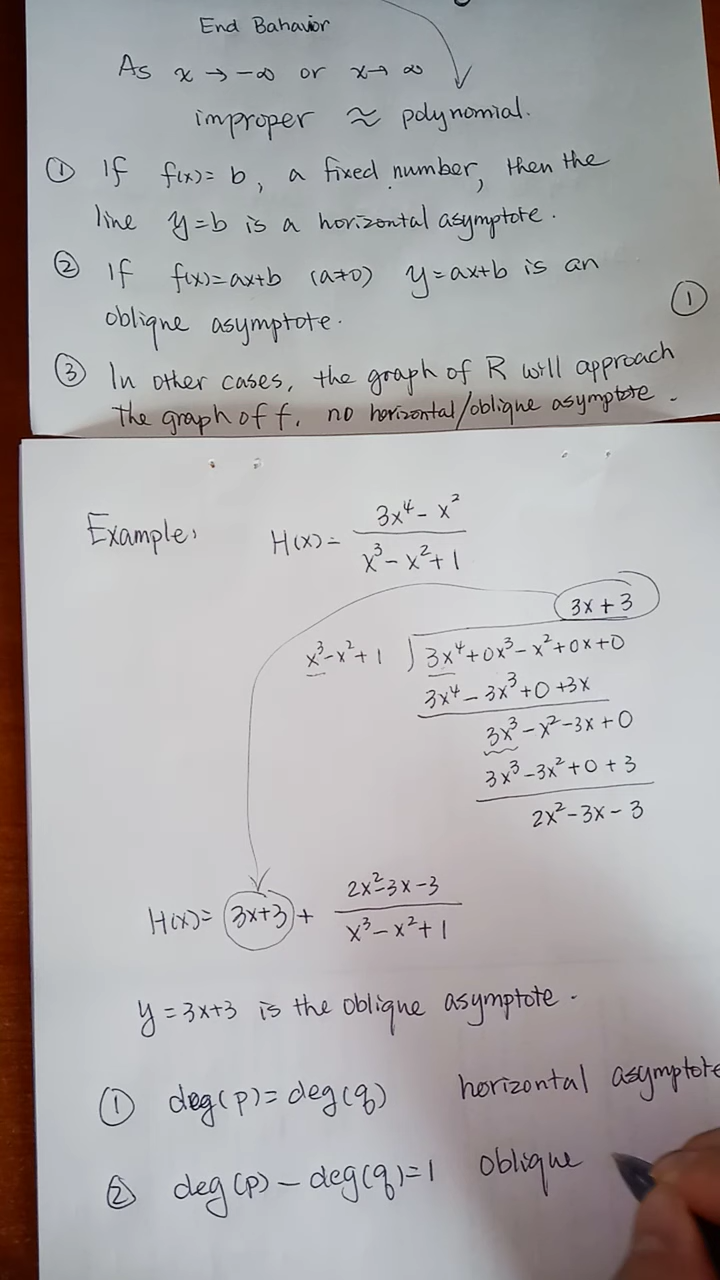 End Bahavior
As x → -∞ or x → ∞
improper ≈ polynomial.
① If f(x) = b, a fixed number, then the
line y=b is a horizontal asymptote.
② If f(x)=ax+b (a≠0) y=ax+b is an
oblique asymptote.
①
③ In other cases, the graph of R will approach
the graph of f. no horizontal/oblique asymptote.
Example:
H(x) = (3x⁴ - x²)/(x³ - x² + 1)
3x + 3
x³ - x² + 1 ) 3x⁴ + 0x³ - x² + 0x + 0
3x⁴ - 3x³ + 0 + 3x
3x³ - x² - 3x + 0
3x³ - 3x² + 0 + 3
2x² - 3x - 3
H(x) = 3x+3 + (2x² - 3x - 3)/(x³ - x² + 1)
y = 3x+3 is the oblique asymptote.
① deg(p) = deg(q) horizontal asymptote
② deg(p) - deg(q) = 1 oblique